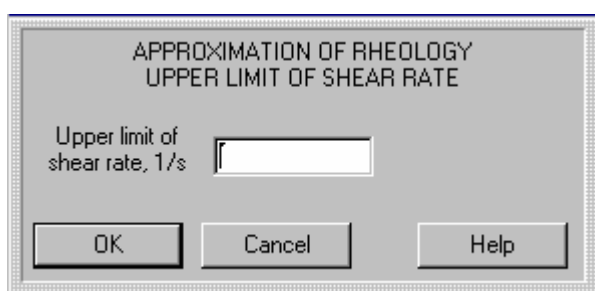 APPROXIMATION OF RHEOLOGY
UPPER LIMIT OF SHEAR RATE
Upper limit of
shear rate, 1/s
OK
Cancel
Help